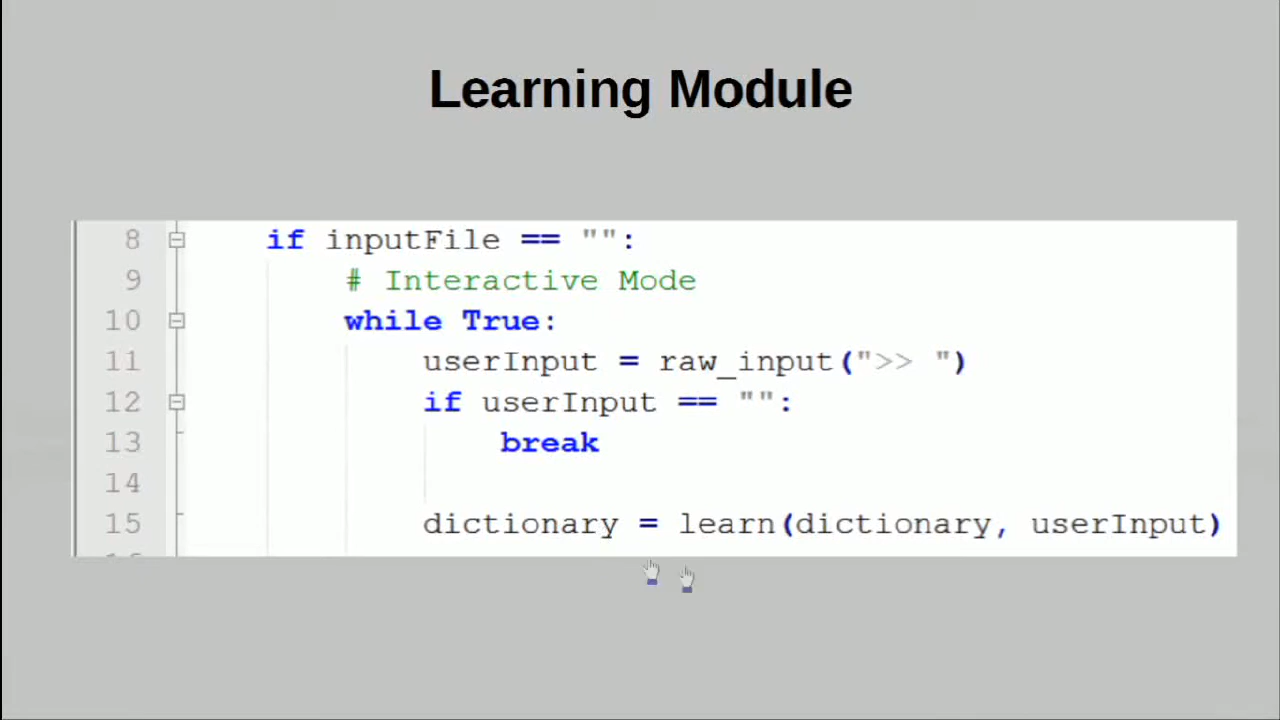 Learning Module
8 if inputFile == "":
9 # Interactive Mode
10 while True:
11 userInput = raw_input(">> ")
12 if userInput == "":
13 break
14
15 dictionary = learn(dictionary, userInput)